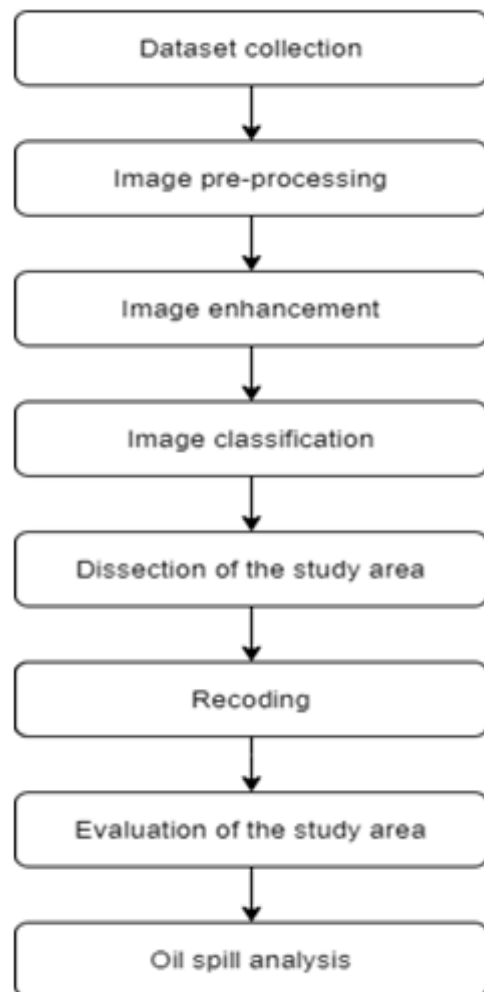 Dataset collection
Image pre-processing
Image enhancement
Image classification
Dissection of the study area
Recoding
Evaluation of the study area
Oil spill analysis